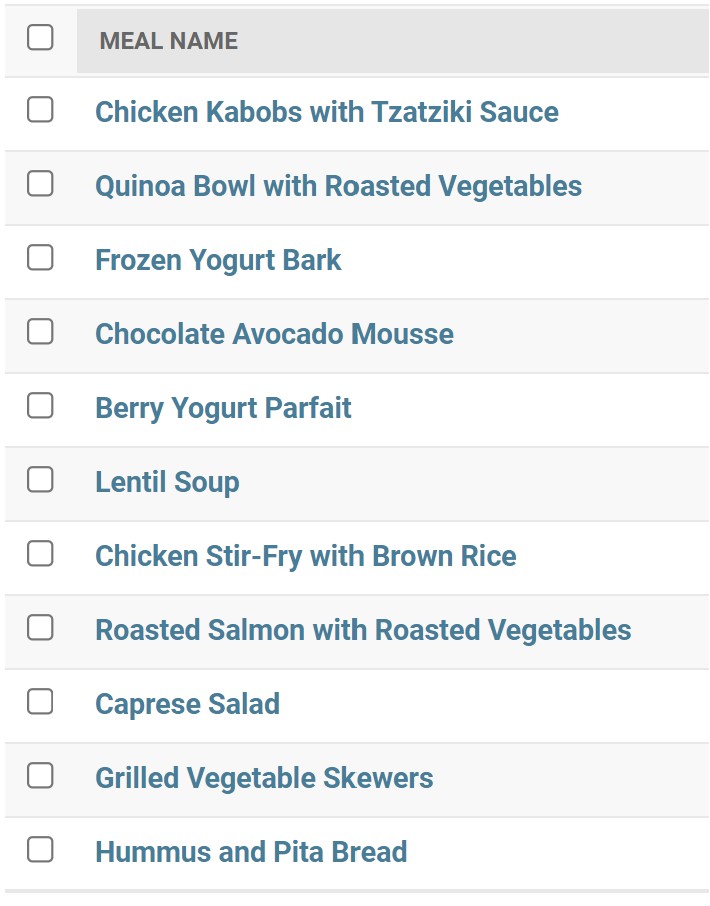 MEAL NAME
Chicken Kabobs with Tzatziki Sauce
Quinoa Bowl with Roasted Vegetables
Frozen Yogurt Bark
Chocolate Avocado Mousse
Berry Yogurt Parfait
Lentil Soup
Chicken Stir-Fry with Brown Rice
Roasted Salmon with Roasted Vegetables
Caprese Salad
Grilled Vegetable Skewers
Hummus and Pita Bread